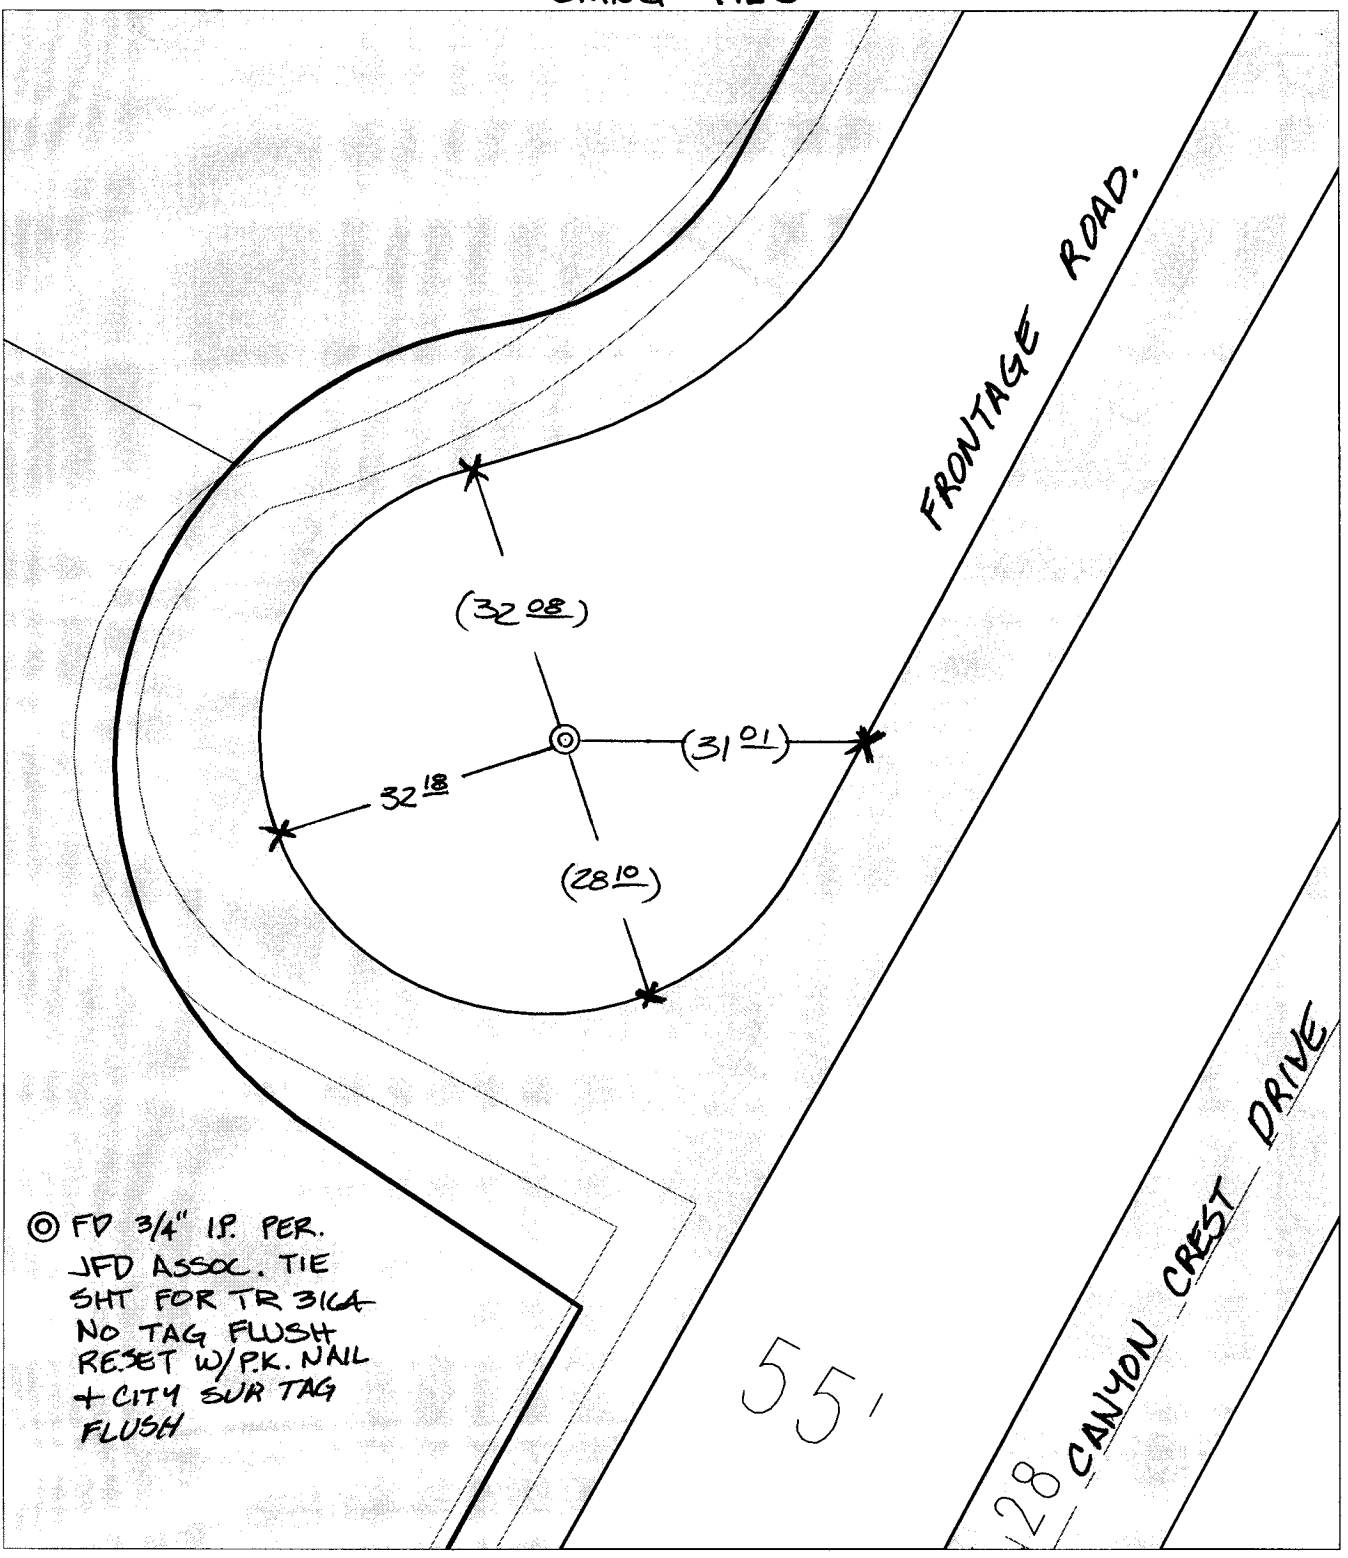 FRONTAGE ROAD.
(32 08)
(31 01)
32 18
(28 10)
◎ FD 3/4" I.P. PER.
JFD ASSOC. TIE
SHT FOR TR 3164
NO TAG FLUSH
RESET W/P.K. NAIL
+ CITY SUR TAG
FLUSH
55'
28
CANYON CREST DRIVE